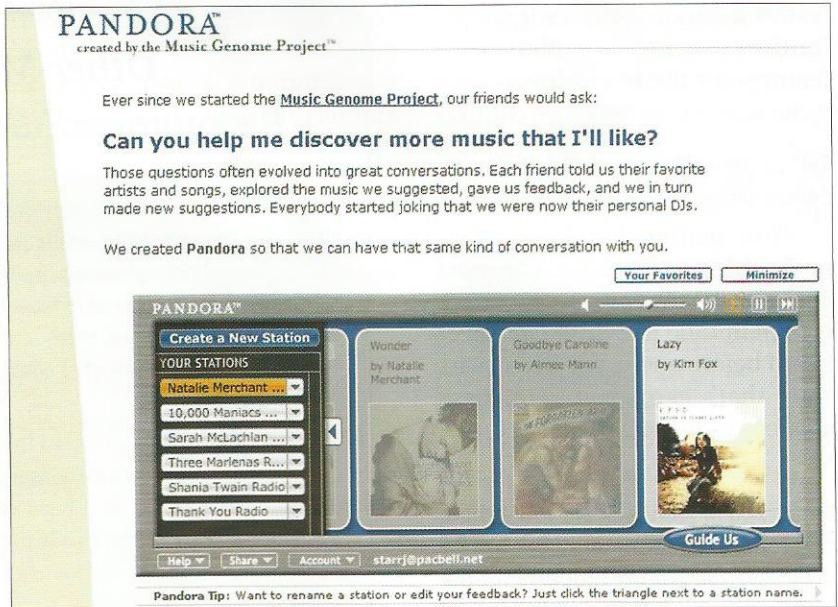 PANDORA™
created by the Music Genome Project™
Ever since we started the Music Genome Project, our friends would ask:
Can you help me discover more music that I'll like?
Those questions often evolved into great conversations. Each friend told us their favorite
artists and songs, explored the music we suggested, gave us feedback, and we in turn
made new suggestions. Everybody started joking that we were now their personal DJs.
We created Pandora so that we can have that same kind of conversation with you.
Your Favorites
Minimize
PANDORA™
Create a New Station
YOUR STATIONS
Natalie Merchant ...
10,000 Maniacs ...
Sarah McLachlan ...
Three Marlenas R...
Shania Twain Radio
Thank You Radio
Wonder
by Natalie
Merchant
Goodbye Caroline
by Aimee Mann
Lazy
by Kim Fox
Guide Us
Help
Share
Account
starrj@pacbell.net
Pandora Tip: Want to rename a station or edit your feedback? Just click the triangle next to a station name.